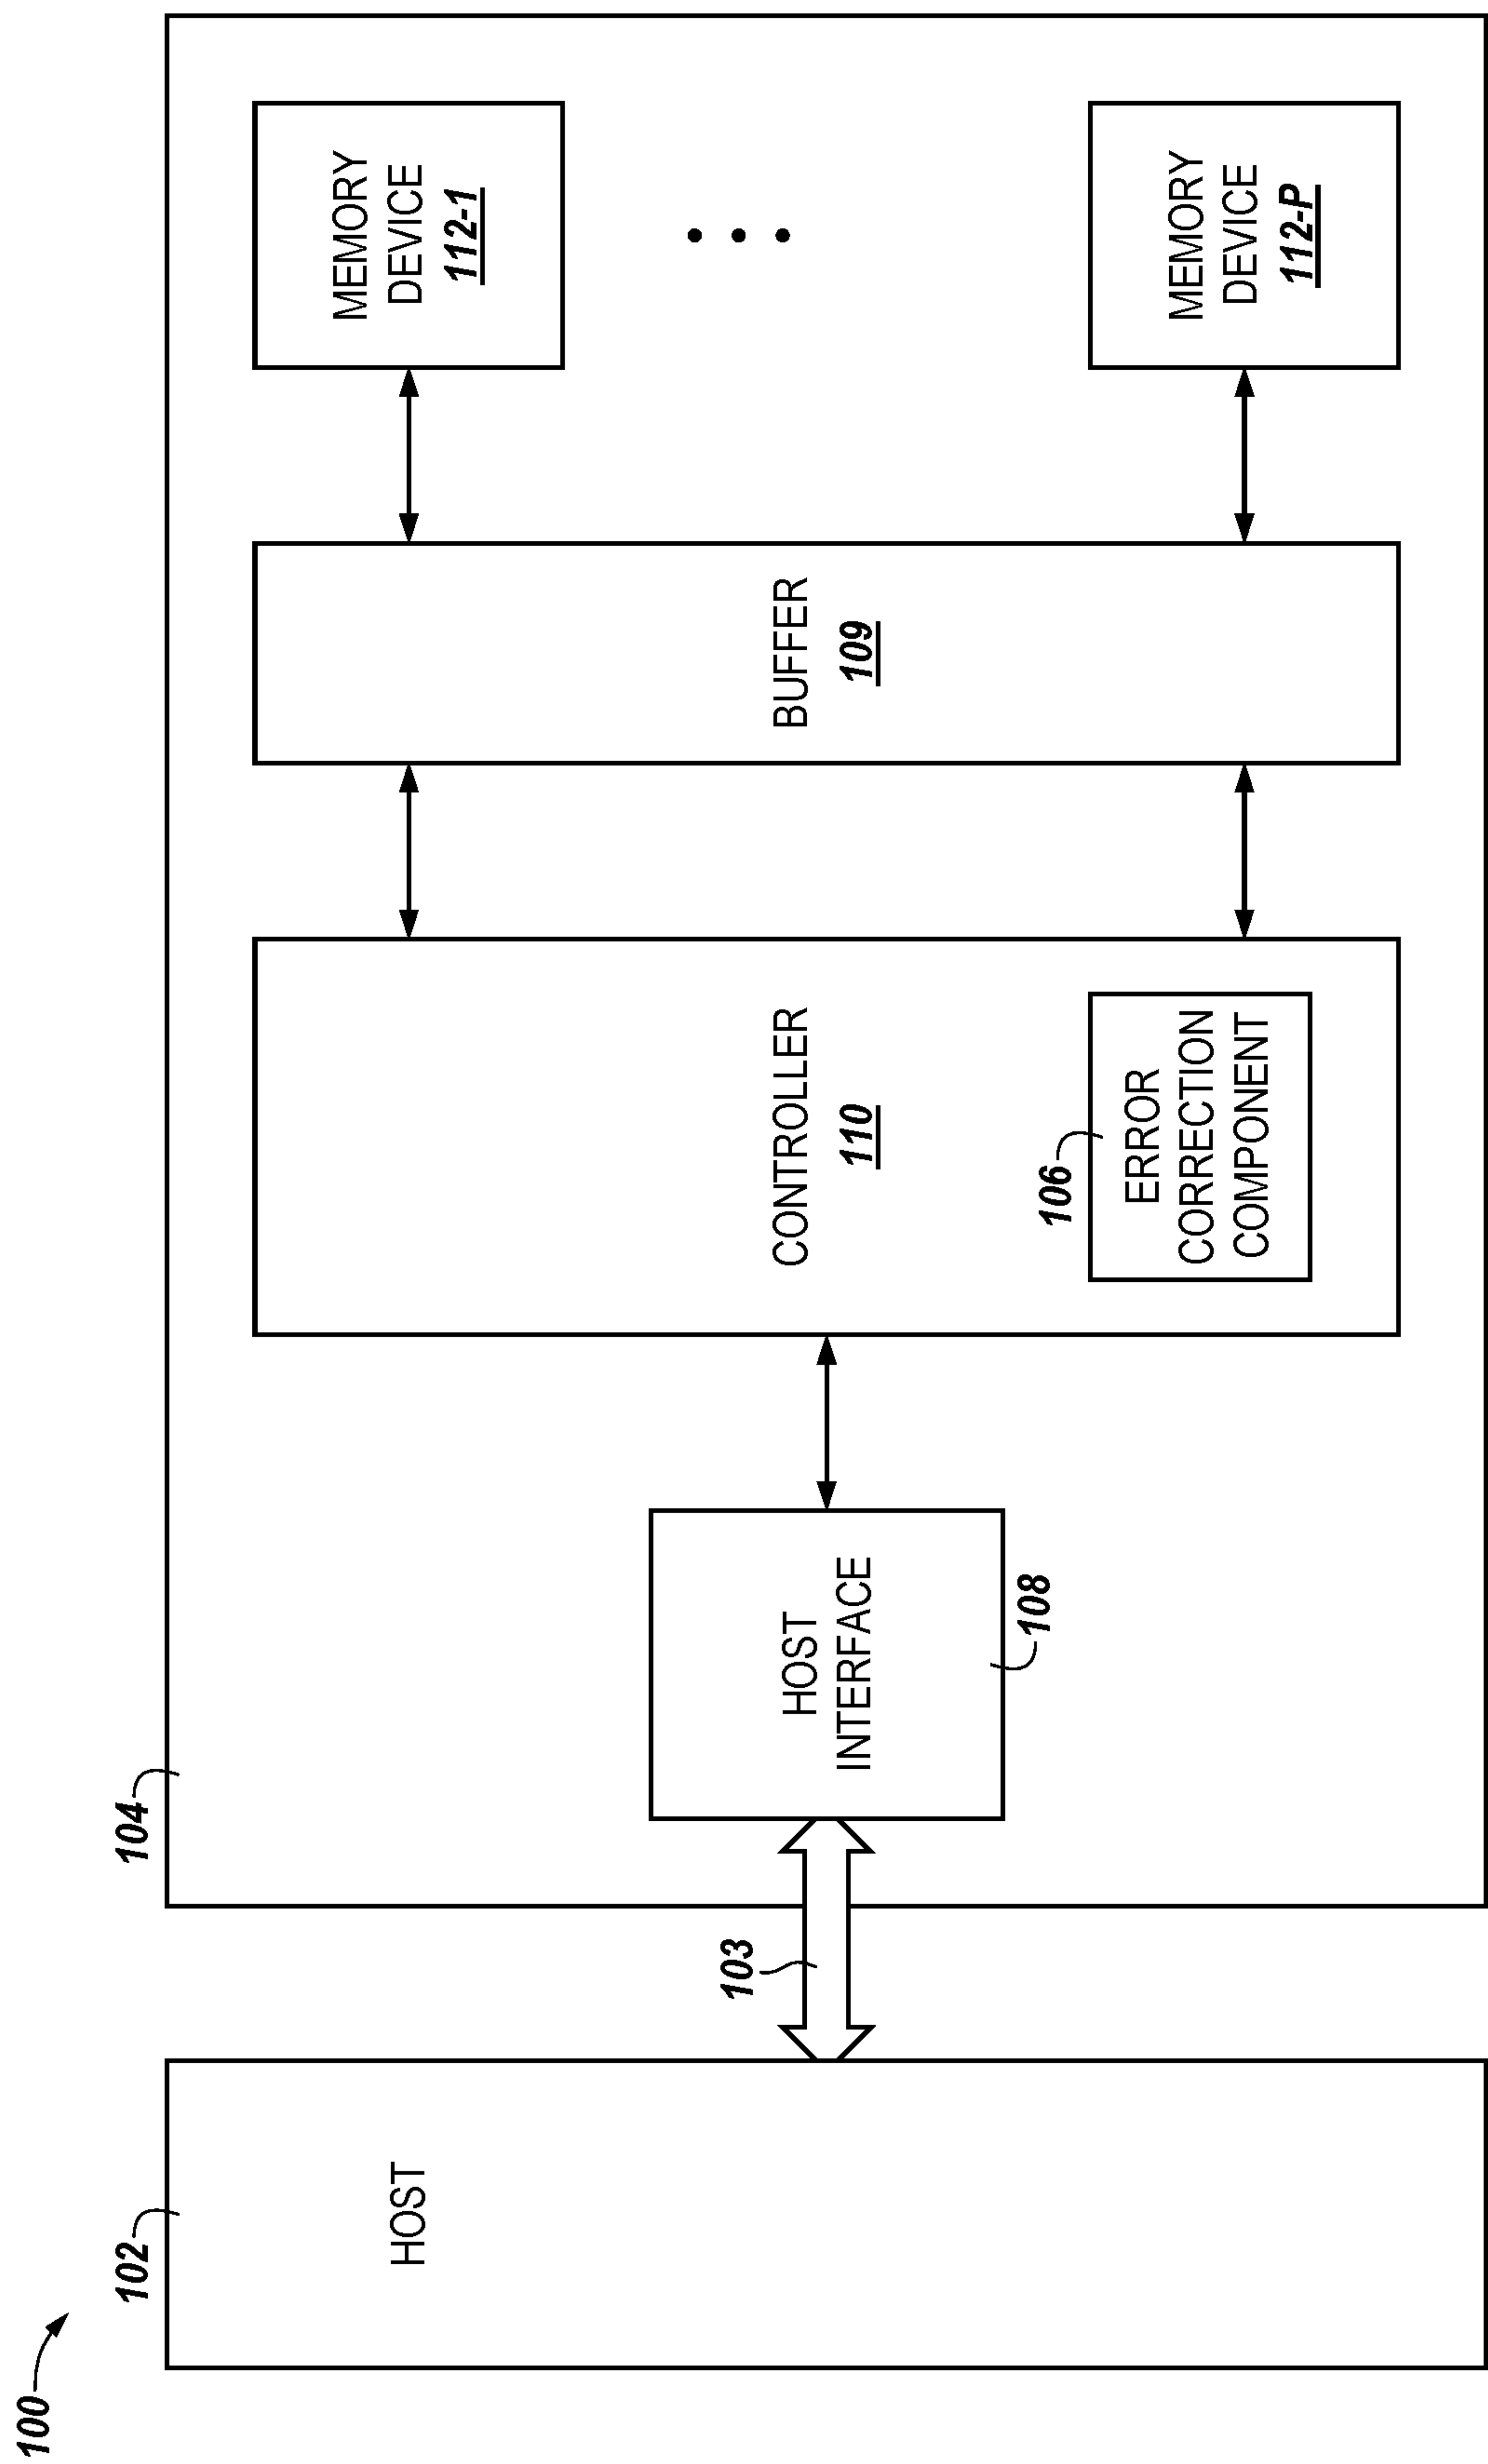 100
102
HOST
103
104
HOST
INTERFACE
108
CONTROLLER
110
106
ERROR
CORRECTION
COMPONENT
BUFFER
109
MEMORY
DEVICE
112-1
MEMORY
DEVICE
112-P